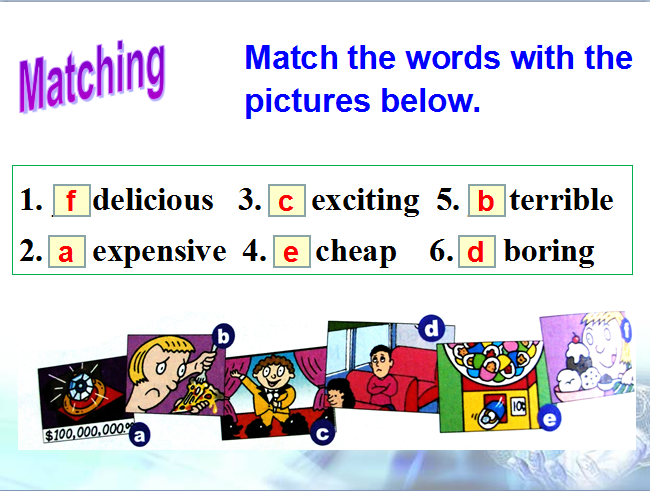 Matching
Match the words with the
pictures below.
1. f delicious 3. c exciting 5. b terrible
2. a expensive 4. e cheap 6. d boring
b
d
f
$100,000,000.00
a
c
10¢
e